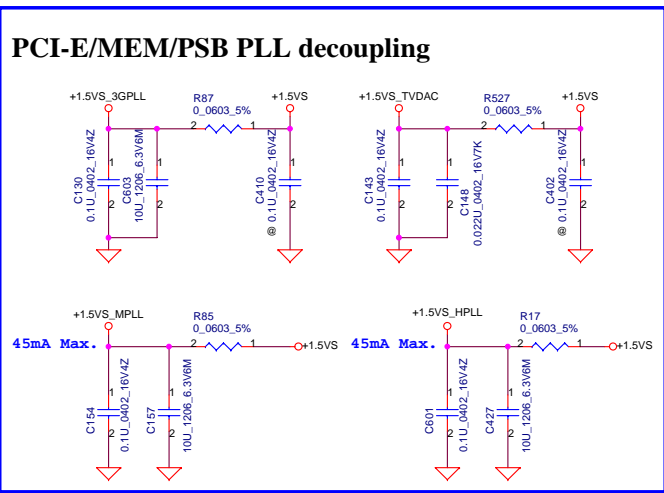 PCI-E/MEM/PSB PLL decoupling
+1.5VS_3GPLL
R87
0_0603_5%
+1.5VS
2
1
1
2
C130
0.1U_0402_16V4Z
1
2
C603
10U_1206_6.3V6M
1
2
C410
@ 0.1U_0402_16V4Z
+1.5VS_TVDAC
R527
0_0603_5%
+1.5VS
2
1
1
2
C143
0.1U_0402_16V4Z
1
2
C148
0.022U_0402_16V7K
1
2
C402
@ 0.1U_0402_16V4Z
+1.5VS_MPLL
R85
0_0603_5%
45mA Max.
2
1
+1.5VS
1
2
C154
0.1U_0402_16V4Z
1
2
C157
10U_1206_6.3V6M
+1.5VS_HPLL
R17
0_0603_5%
45mA Max.
2
1
+1.5VS
1
2
C601
0.1U_0402_16V4Z
1
2
C427
10U_1206_6.3V6M